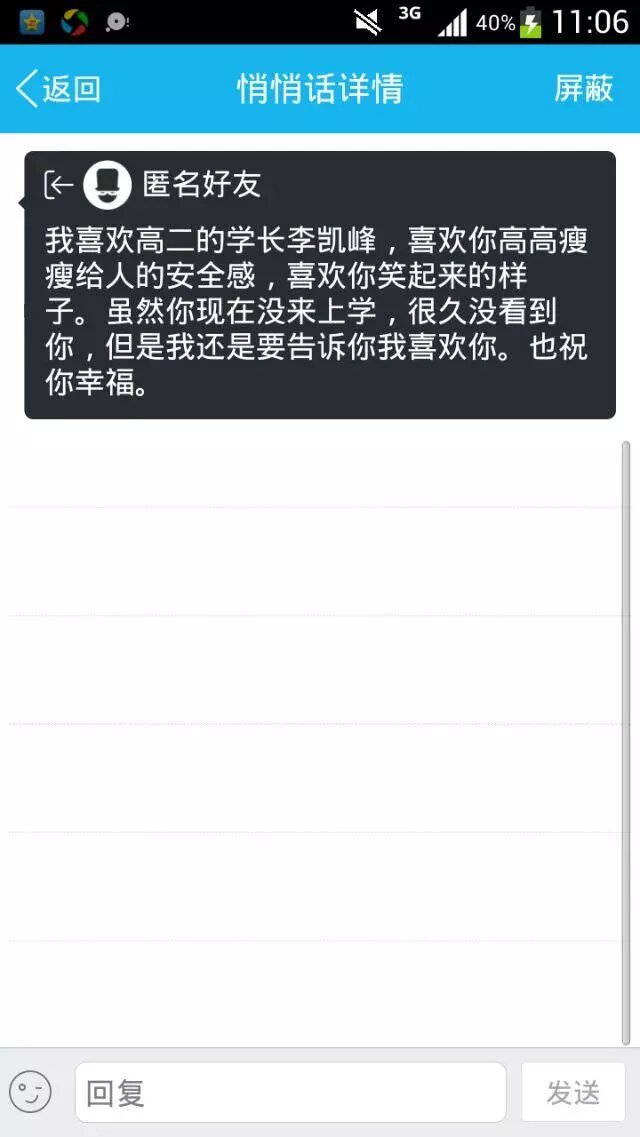 3G 40% 11:06
返回 悄悄话详情 屏蔽
匿名好友
我喜欢高二的学长李凯峰，喜欢你高高瘦
瘦给人的安全感，喜欢你笑起来的样
子。虽然你现在没来上学，很久没看到
你，但是我还是要告诉你我喜欢你。也祝
你幸福。
回复 发送